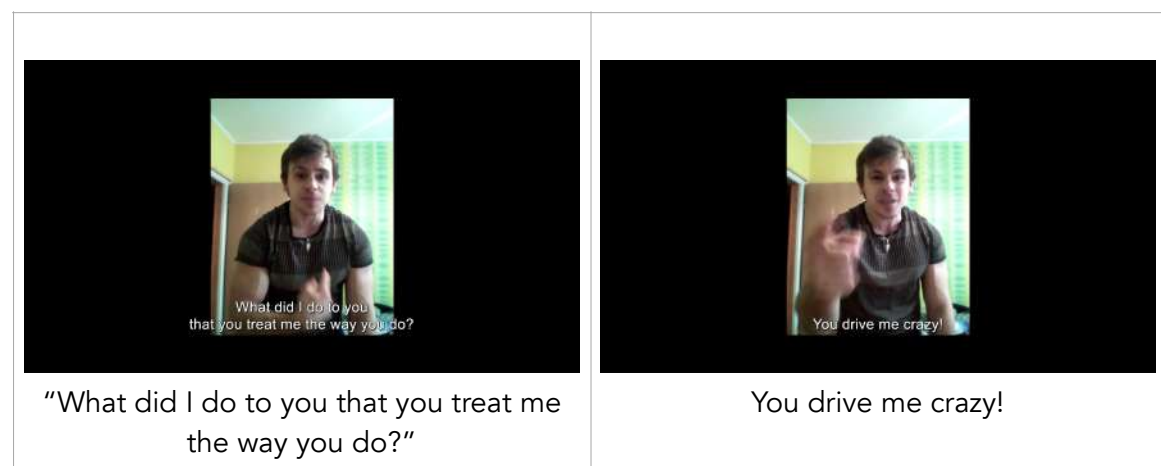 What did I do to you
that you treat me the way you do?
“What did I do to you that you treat me
the way you do?”
You drive me crazy!
You drive me crazy!